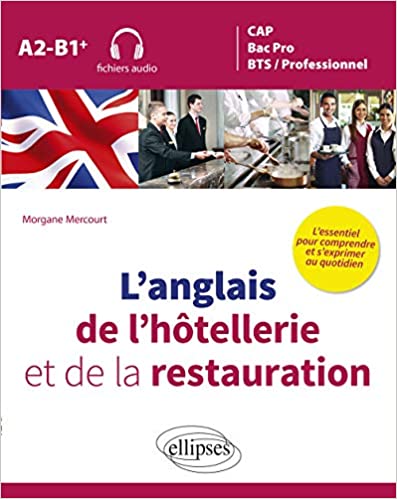 A2-B1+
fichiers audio
CAP
Bac Pro
BTS / Professionnel
Morgane Mercourt
L'essentiel
pour comprendre
et s'exprimer
au quotidien
L'anglais
de l'hôtellerie
et de la restauration
ellipses